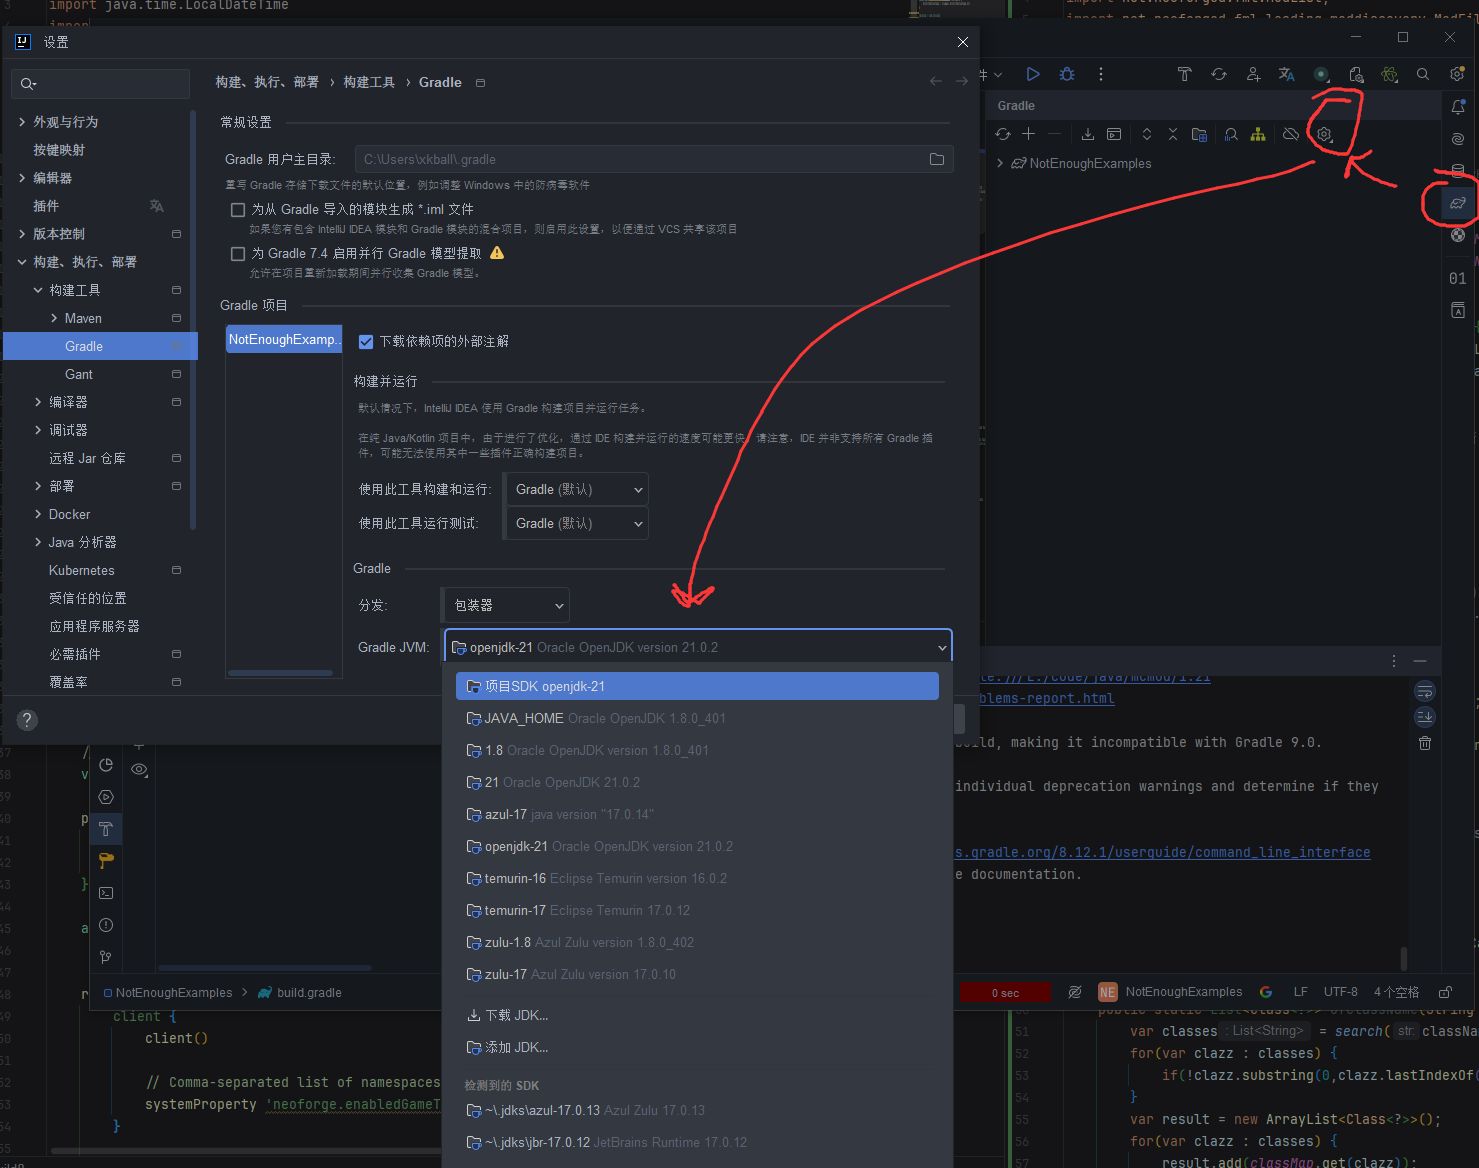 import java.time.LocalDateTime
设置
构建、执行、部署 › 构建工具 › Gradle
外观与行为
按键映射
编辑器
插件
版本控制
构建、执行、部署
构建工具
Maven
Gradle
Gant
编译器
调试器
远程 Jar 仓库
部署
Docker
Java 分析器
Kubernetes
受信任的位置
应用程序服务器
必需插件
覆盖率
常规设置
Gradle 用户主目录:
C:\Users\xkball\.gradle
重写 Gradle 存储下载文件的默认位置，例如调整 Windows 中的防病毒软件
为从 Gradle 导入的模块生成 *.iml 文件
如果您有包含 IntelliJ IDEA 模块和 Gradle 模块的混合项目，则启用此设置，以便通过 VCS 共享该项目
为 Gradle 7.4 启用并行 Gradle 模型提取
允许在项目重新加载期间并行收集 Gradle 模型。
Gradle 项目
NotEnoughExamp..
下载依赖项的外部注解
构建并运行
默认情况下，IntelliJ IDEA 使用 Gradle 构建项目并运行任务。
在纯 Java/Kotlin 项目中，由于进行了优化，通过 IDE 构建并运行的速度可能更快。请注意，IDE 并非支持所有 Gradle 插
件，可能无法使用其中一些插件正确构建项目。
使用此工具构建和运行: Gradle (默认)
使用此工具运行测试: Gradle (默认)
Gradle
分发: 包装器
Gradle JVM: openjdk-21 Oracle OpenJDK version 21.0.2
项目SDK openjdk-21
JAVA_HOME Oracle OpenJDK 1.8.0_401
1.8 Oracle OpenJDK version 1.8.0_401
21 Oracle OpenJDK 21.0.2
azul-17 java version "17.0.14"
openjdk-21 Oracle OpenJDK version 21.0.2
temurin-16 Eclipse Temurin version 16.0.2
temurin-17 Eclipse Temurin 17.0.12
zulu-1.8 Azul Zulu version 1.8.0_402
zulu-17 Azul Zulu version 17.0.10
下载 JDK...
添加 JDK...
检测到的 SDK
~\.jdks\azul-17.0.13 Azul Zulu 17.0.13
~\.jdks\jbr-17.0.12 JetBrains Runtime 17.0.12
件
Gradle
NotEnoughExamples
01
blems-report.html
ild, making it incompatible with Gradle 9.0.
individual deprecation warnings and determine if they
s.gradle.org/8.12.1/userguide/command_line_interface
e documentation.
NotEnoughExamples › build.gradle
0 sec
NE NotEnoughExamples
LF UTF-8 4 个空格
client {
client()
// Comma-separated list of namespaces
systemProperty 'neoforge.enabledGameT
}
51 var classes : List<String> = search( str: classNa
52 for(var clazz : classes) {
53 if(!clazz.substring(0,clazz.lastIndexOf(
54 }
55 var result = new ArrayList<Class<?>>();
56 for(var clazz : classes) {
57 result.add(classMap.get(clazz));